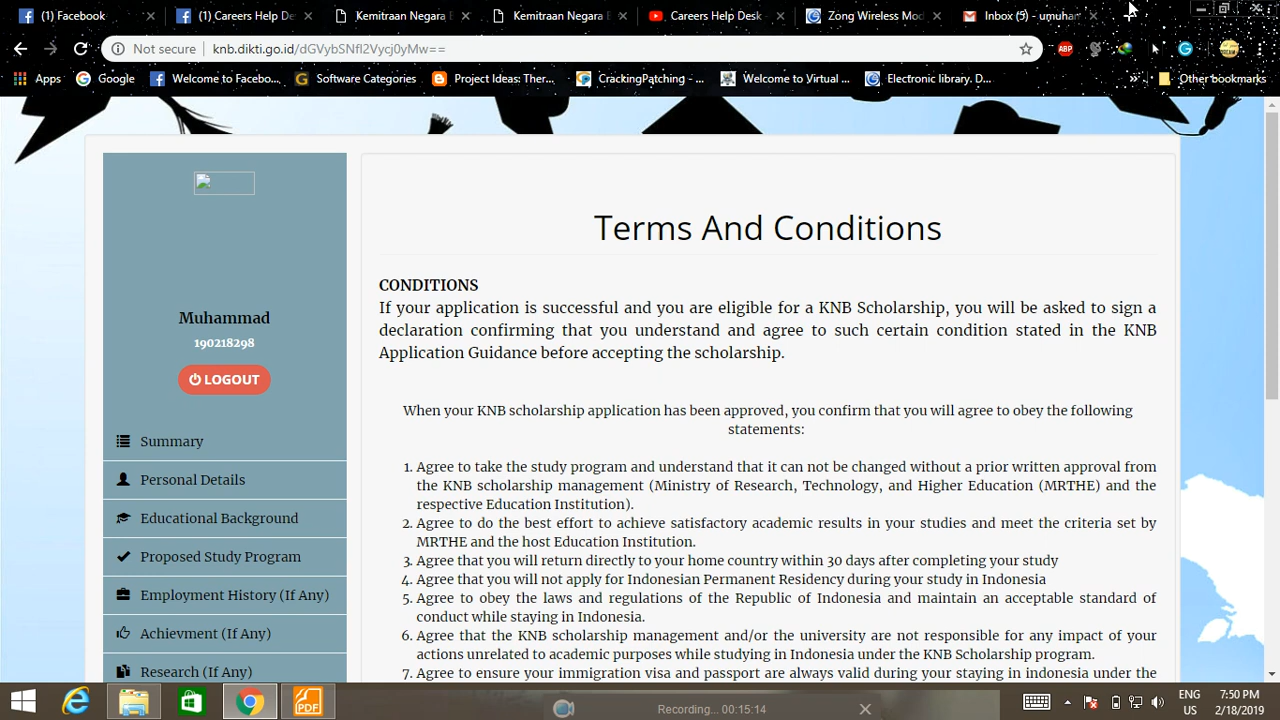 (1) Facebook
(1) Careers Help De
Kemitraan Negara B
Kemitraan Negara B
Careers Help Desk
Zong Wireless Mod
Inbox (5) - umuham
Not secure
knb.dikti.go.id/dGVybSNfl2Vycj0yMw==
ABP
Apps
Google
Welcome to Facebo...
Software Categories
Project Ideas: Ther...
CrackingPatching - ...
Welcome to Virtual ...
Electronic library. D...
Other bookmarks
Muhammad
190218298
LOGOUT
Summary
Personal Details
Educational Background
Proposed Study Program
Employment History (If Any)
Achievment (If Any)
Research (If Any)
Terms And Conditions
CONDITIONS
If your application is successful and you are eligible for a KNB Scholarship, you will be asked to sign a
declaration confirming that you understand and agree to such certain condition stated in the KNB
Application Guidance before accepting the scholarship.
When your KNB scholarship application has been approved, you confirm that you will agree to obey the following
statements:
1. Agree to take the study program and understand that it can not be changed without a prior written approval from
the KNB scholarship management (Ministry of Research, Technology, and Higher Education (MRTHE) and the
respective Education Institution).
2. Agree to do the best effort to achieve satisfactory academic results in your studies and meet the criteria set by
MRTHE and the host Education Institution.
3. Agree that you will return directly to your home country within 30 days after completing your study
4. Agree that you will not apply for Indonesian Permanent Residency during your study in Indonesia
5. Agree to obey the laws and regulations of the Republic of Indonesia and maintain an acceptable standard of
conduct while staying in Indonesia.
6. Agree that the KNB scholarship management and/or the university are not responsible for any impact of your
actions unrelated to academic purposes while studying in Indonesia under the KNB Scholarship program.
7. Agree to ensure your immigration visa and passport are always valid during your staying in indonesia under the
PDF
Recording... 00:15:14
ENG
US
7:50 PM
2/18/2019